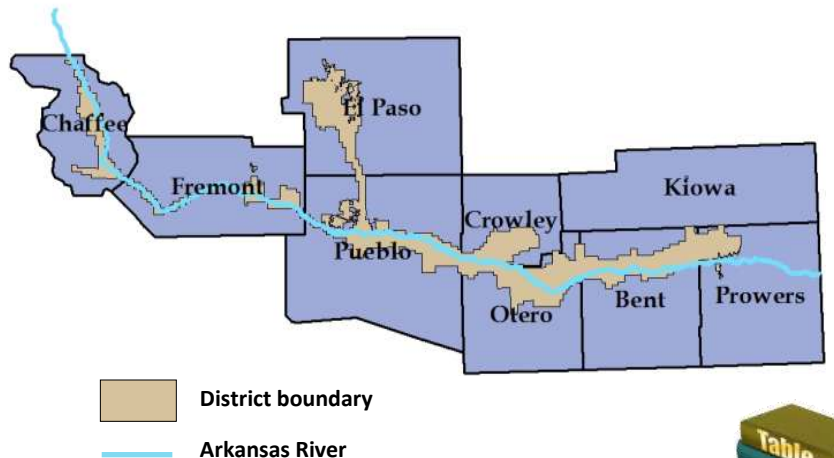 El Paso
Chaffee
Fremont
Kiowa
Crowley
Pueblo
Otero
Bent
Prowers
District boundary
Arkansas River
Table